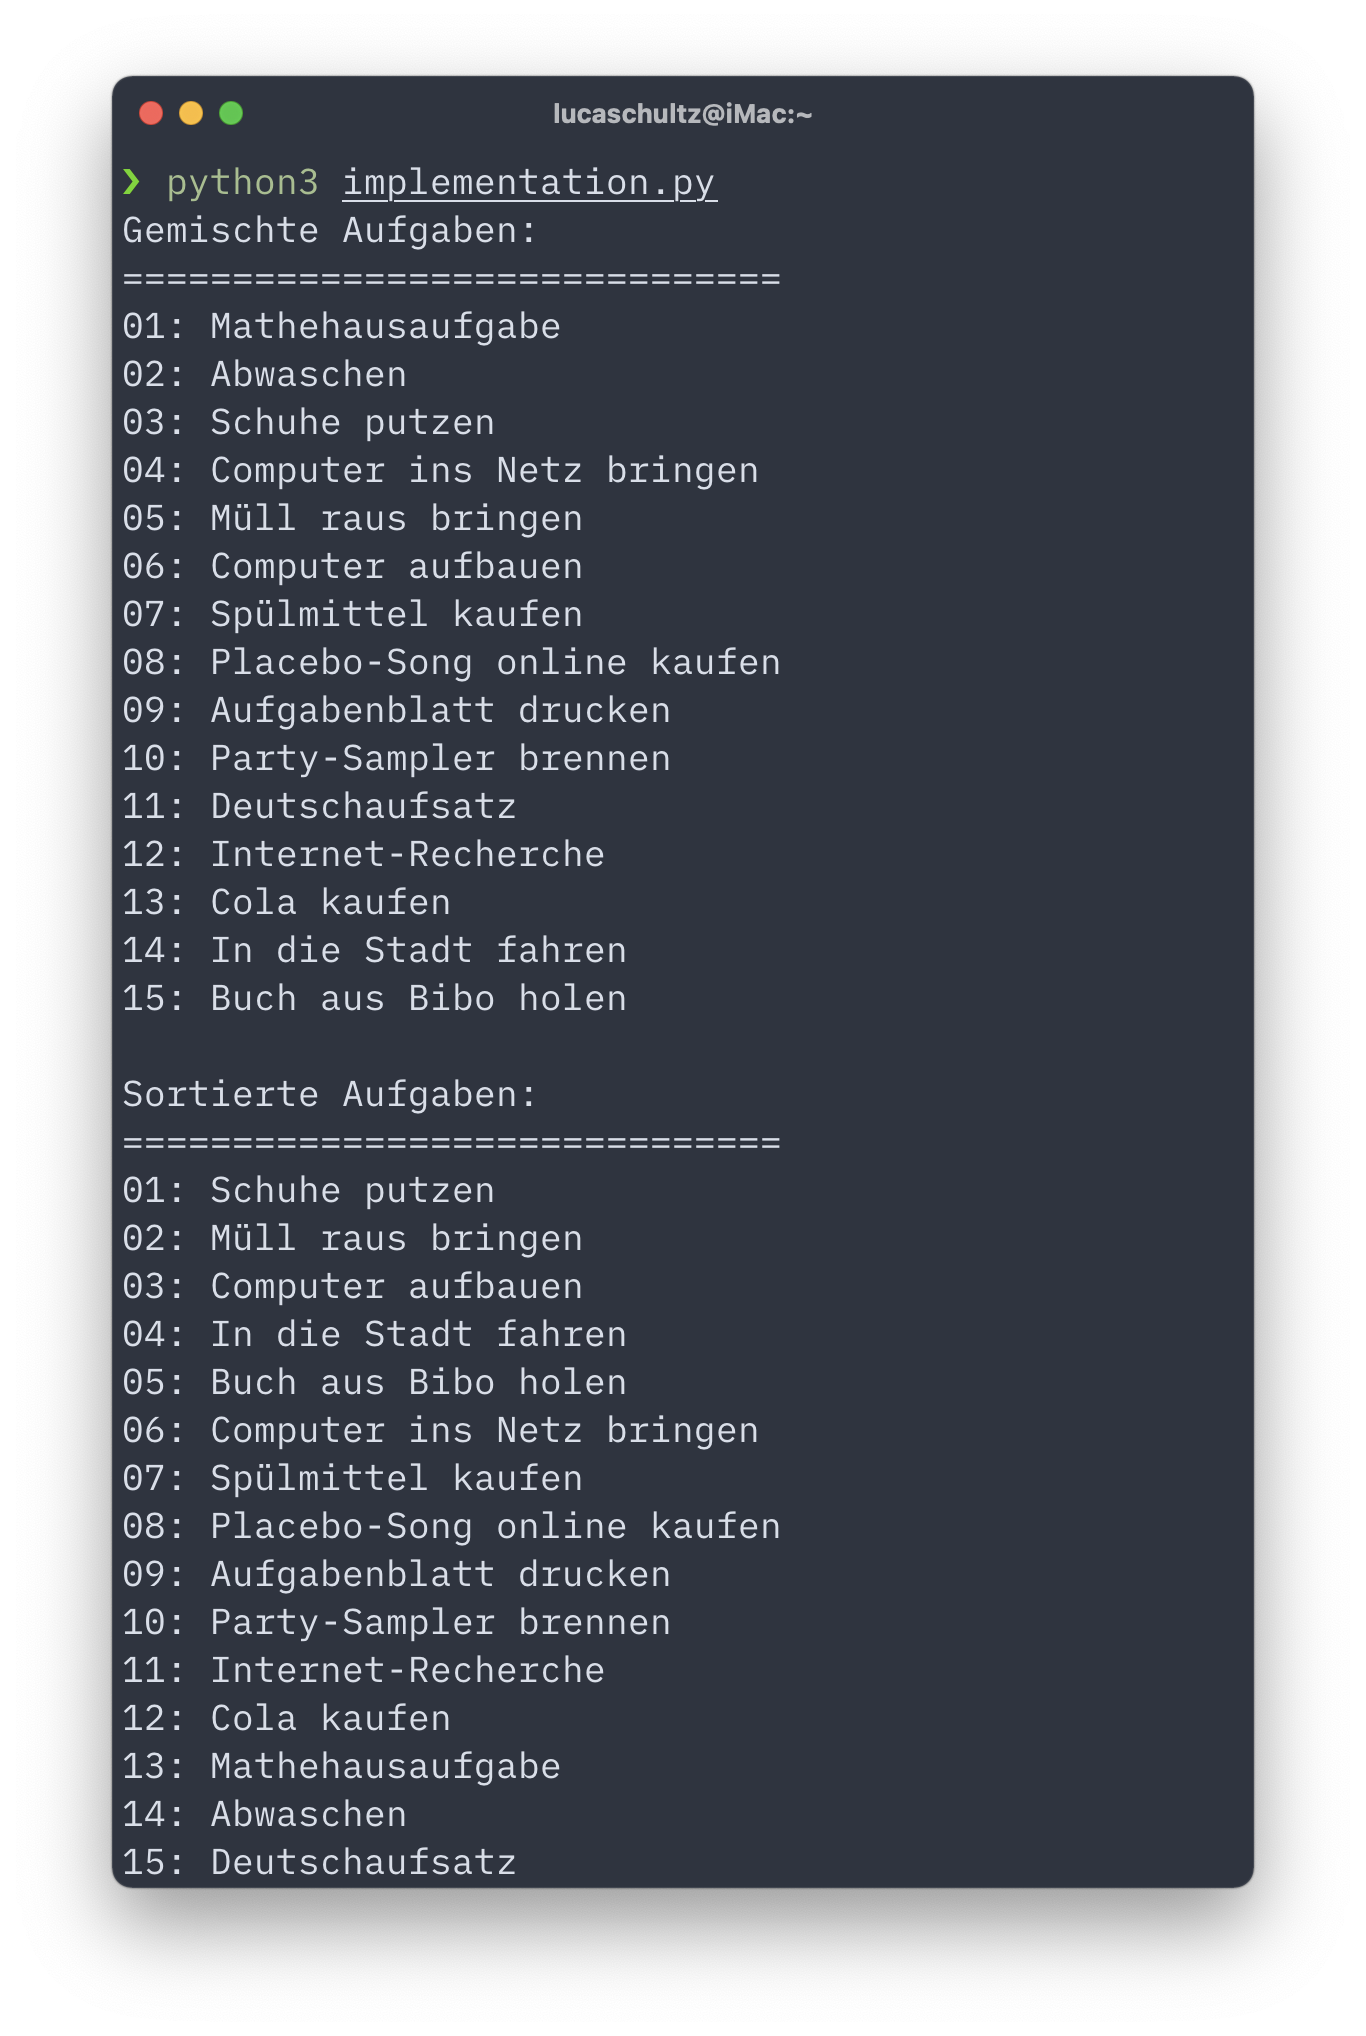 lucaschultz@iMac:~
❯ python3 implementation.py
Gemischte Aufgaben:
==============================
01: Mathehausaufgabe
02: Abwaschen
03: Schuhe putzen
04: Computer ins Netz bringen
05: Müll raus bringen
06: Computer aufbauen
07: Spülmittel kaufen
08: Placebo-Song online kaufen
09: Aufgabenblatt drucken
10: Party-Sampler brennen
11: Deutschaufsatz
12: Internet-Recherche
13: Cola kaufen
14: In die Stadt fahren
15: Buch aus Bibo holen

Sortierte Aufgaben:
==============================
01: Schuhe putzen
02: Müll raus bringen
03: Computer aufbauen
04: In die Stadt fahren
05: Buch aus Bibo holen
06: Computer ins Netz bringen
07: Spülmittel kaufen
08: Placebo-Song online kaufen
09: Aufgabenblatt drucken
10: Party-Sampler brennen
11: Internet-Recherche
12: Cola kaufen
13: Mathehausaufgabe
14: Abwaschen
15: Deutschaufsatz